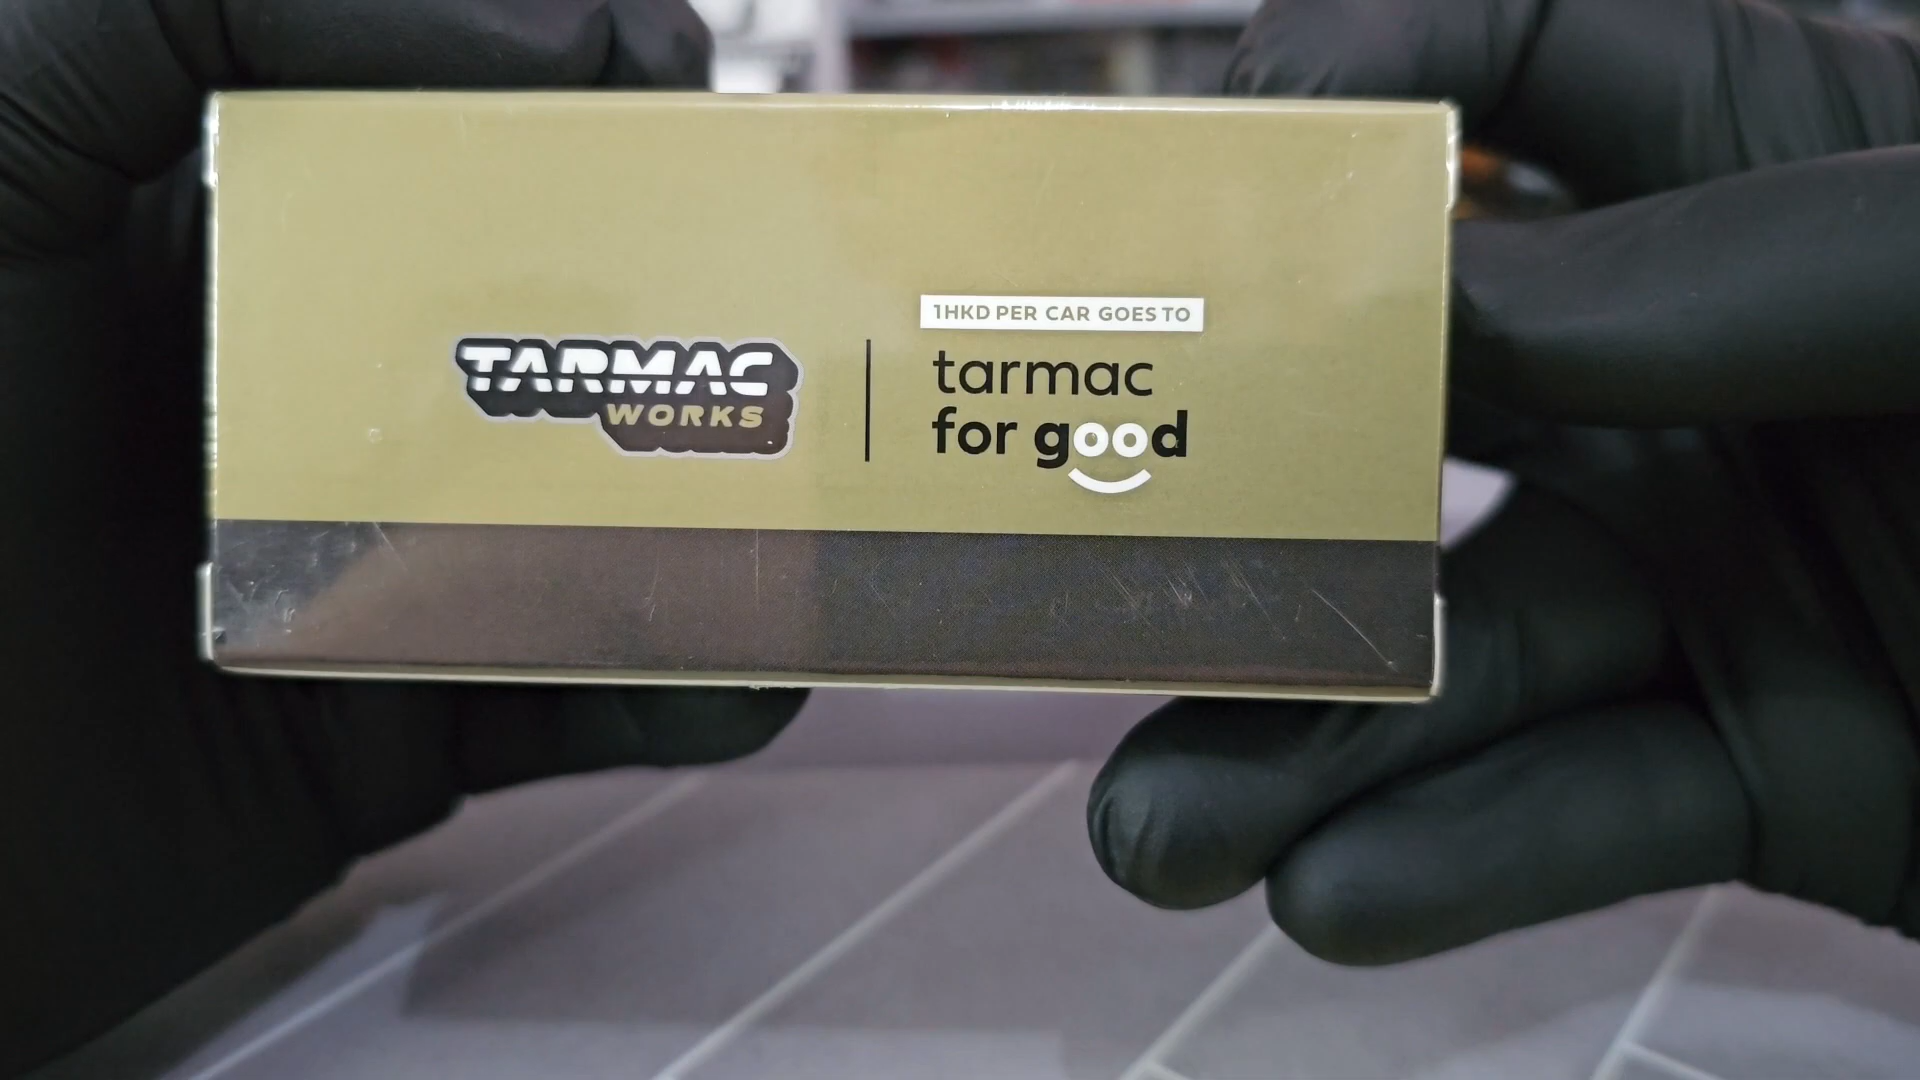 TARMAC
WORKS
1HKD PER CAR GOES TO
tarmac
for good